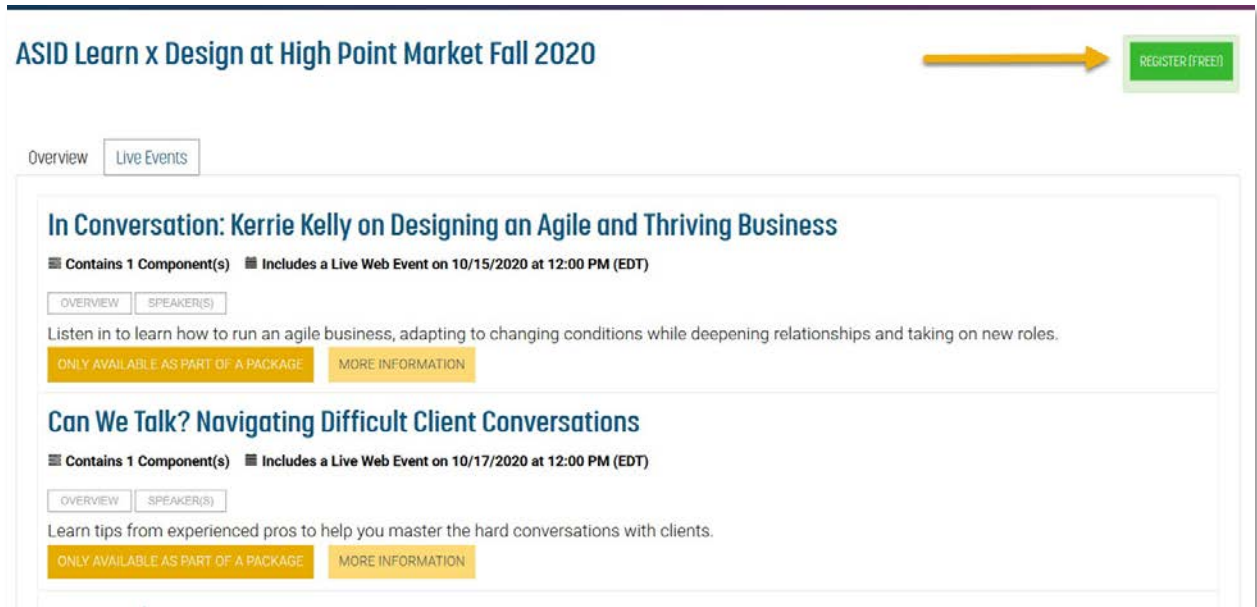 ASID Learn x Design at High Point Market Fall 2020
REGISTER (FREE!)
Overview
Live Events
In Conversation: Kerrie Kelly on Designing an Agile and Thriving Business
Contains 1 Component(s) Includes a Live Web Event on 10/15/2020 at 12:00 PM (EDT)
OVERVIEW SPEAKER(S)
Listen in to learn how to run an agile business, adapting to changing conditions while deepening relationships and taking on new roles.
ONLY AVAILABLE AS PART OF A PACKAGE MORE INFORMATION
Can We Talk? Navigating Difficult Client Conversations
Contains 1 Component(s) Includes a Live Web Event on 10/17/2020 at 12:00 PM (EDT)
OVERVIEW SPEAKER(S)
Learn tips from experienced pros to help you master the hard conversations with clients.
ONLY AVAILABLE AS PART OF A PACKAGE MORE INFORMATION